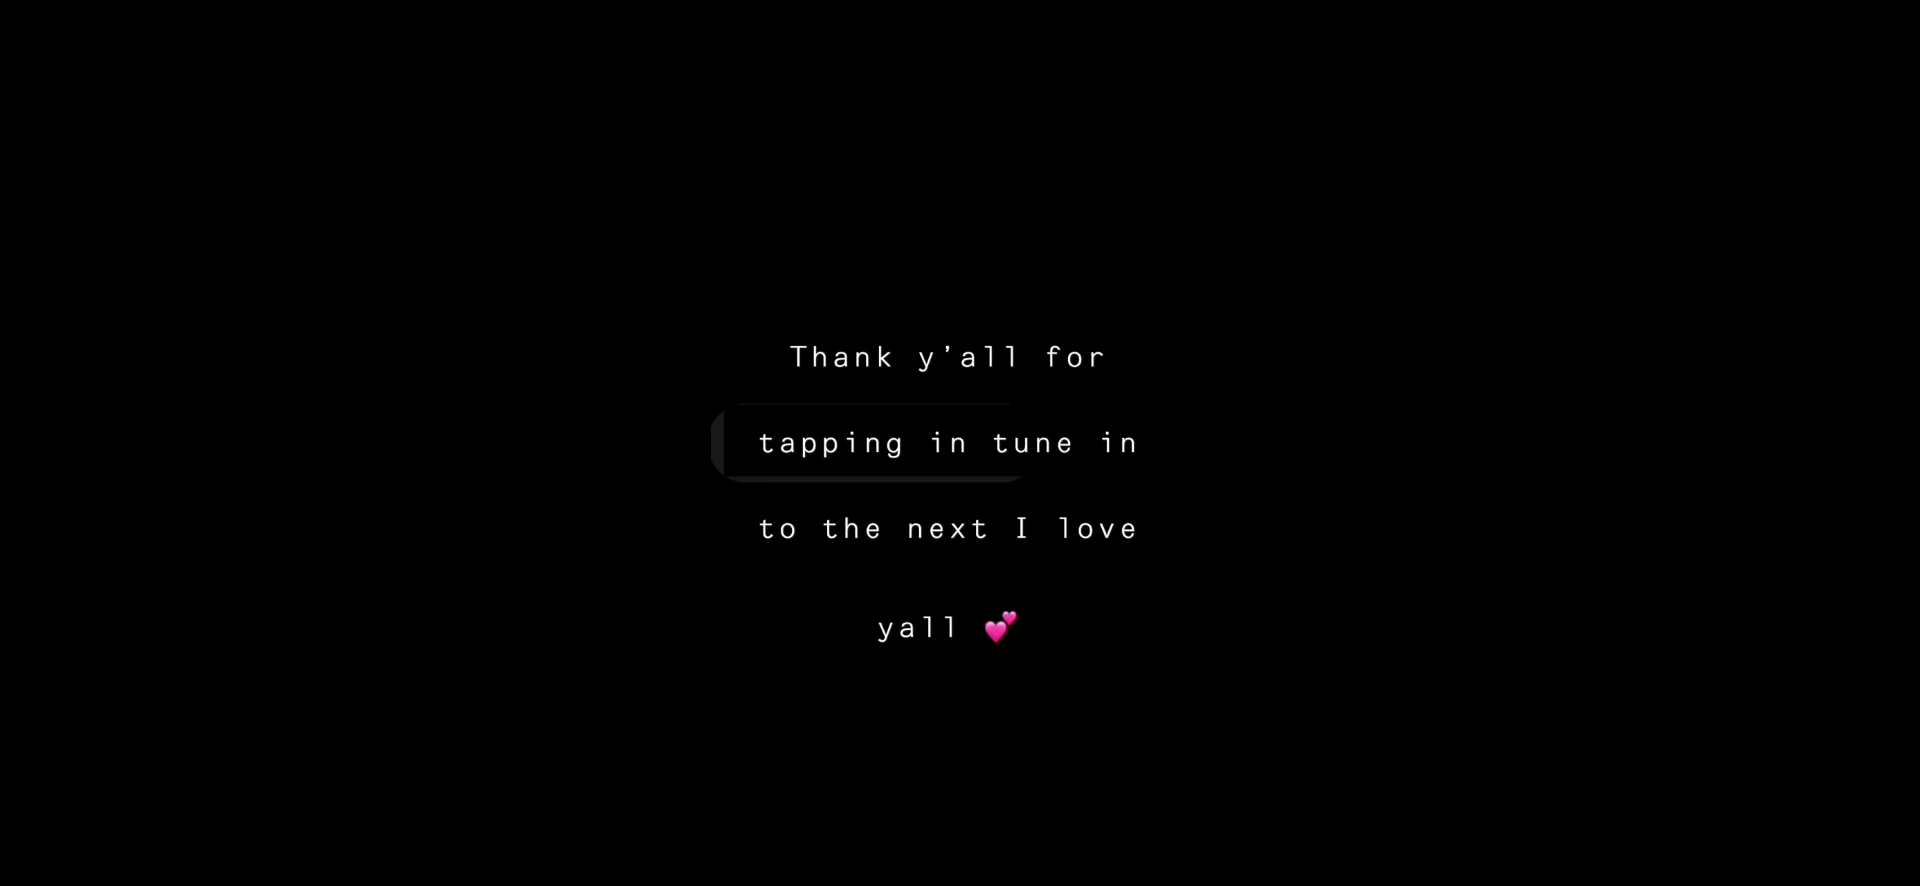 Thank y’all for
tapping in tune in
to the next I love
yall 💕